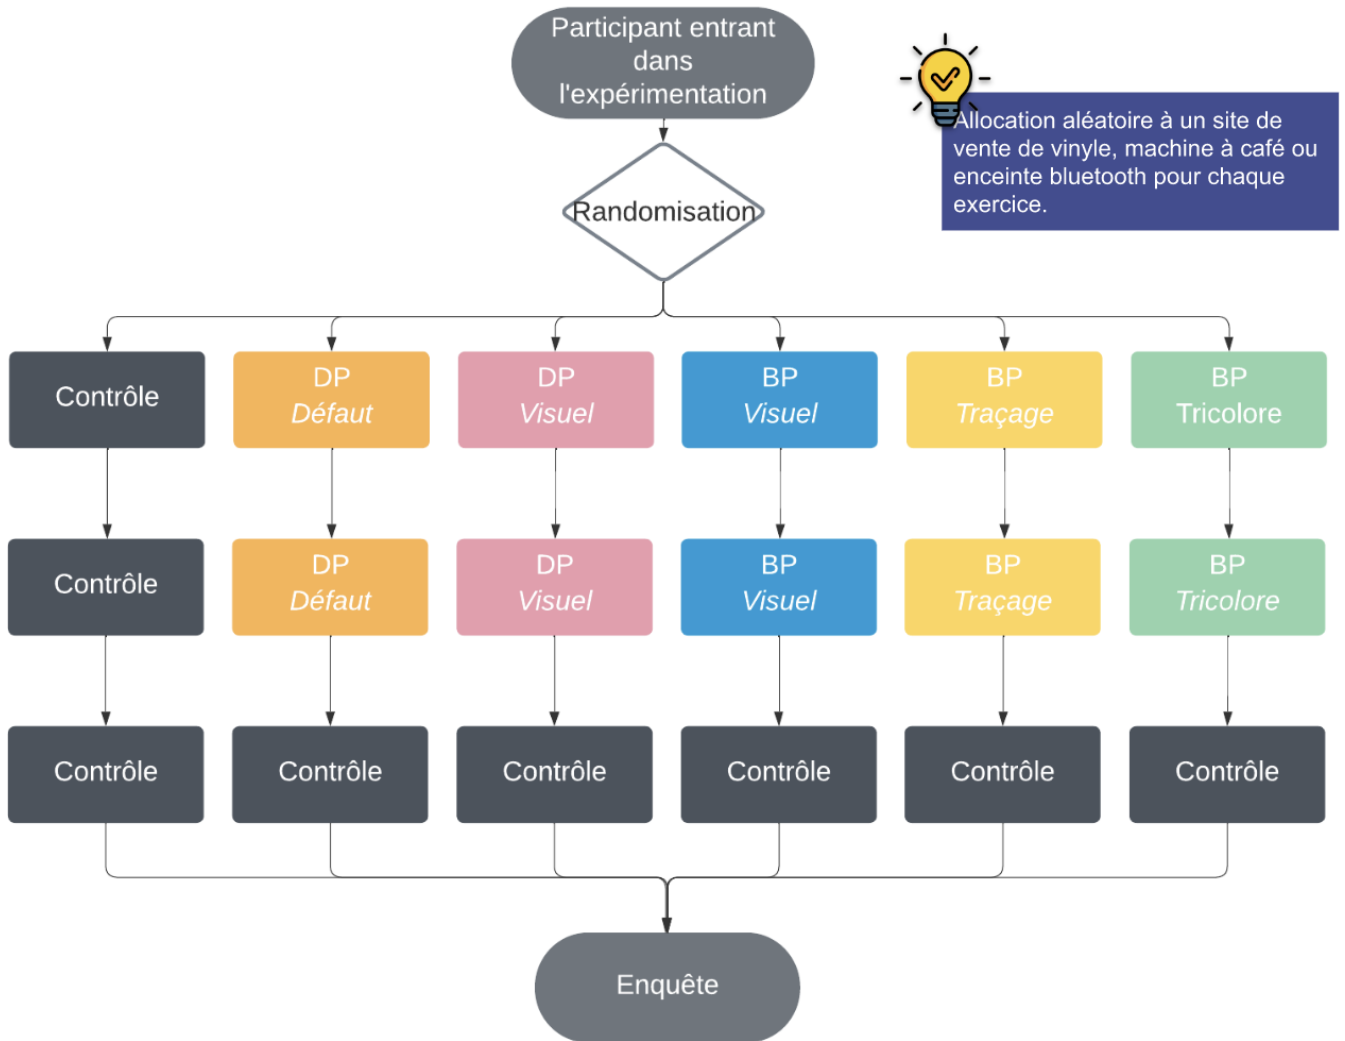 Participant entrant
dans
l'expérimentation
Allocation aléatoire à un site de
vente de vinyle, machine à café ou
enceinte bluetooth pour chaque
exercice.
Randomisation
Contrôle
DP
Défaut
DP
Visuel
BP
Visuel
BP
Traçage
BP
Tricolore
Contrôle
DP
Défaut
DP
Visuel
BP
Visuel
BP
Traçage
BP
Tricolore
Contrôle
Contrôle
Contrôle
Contrôle
Contrôle
Contrôle
Enquête